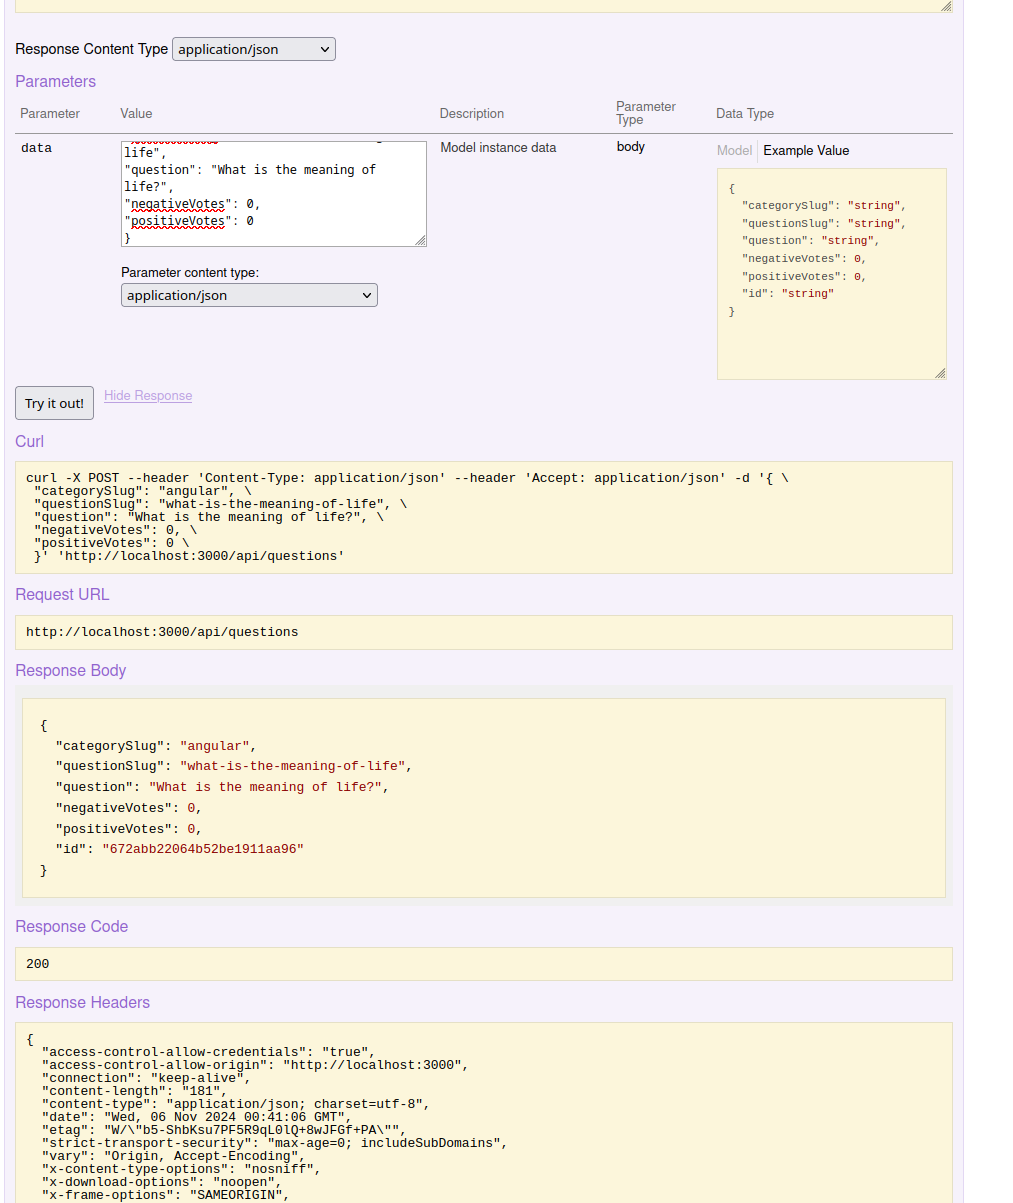 Response Content Type application/json
Parameters
Parameter Value Description Parameter Type Data Type
data
life",
"question": "What is the meaning of
life?",
"negativeVotes": 0,
"positiveVotes": 0
}
Parameter content type:
application/json
Model instance data
body
Model Example Value
{
"categorySlug": "string",
"questionSlug": "string",
"question": "string",
"negativeVotes": 0,
"positiveVotes": 0,
"id": "string"
}
Try it out! Hide Response
Curl
curl -X POST --header 'Content-Type: application/json' --header 'Accept: application/json' -d '{ \
"categorySlug": "angular", \
"questionSlug": "what-is-the-meaning-of-life", \
"question": "What is the meaning of life?", \
"negativeVotes": 0, \
"positiveVotes": 0 \
}' 'http://localhost:3000/api/questions'
Request URL
http://localhost:3000/api/questions
Response Body
{
"categorySlug": "angular",
"questionSlug": "what-is-the-meaning-of-life",
"question": "What is the meaning of life?",
"negativeVotes": 0,
"positiveVotes": 0,
"id": "672abb22064b52be1911aa96"
}
Response Code
200
Response Headers
{
"access-control-allow-credentials": "true",
"access-control-allow-origin": "http://localhost:3000",
"connection": "keep-alive",
"content-length": "181",
"content-type": "application/json; charset=utf-8",
"date": "Wed, 06 Nov 2024 00:41:06 GMT",
"etag": "W/\"b5-ShbKsu7PF5R9qL0lQ+8wJFGf+PA\"",
"strict-transport-security": "max-age=0; includeSubDomains",
"vary": "Origin, Accept-Encoding",
"x-content-type-options": "nosniff",
"x-download-options": "noopen",
"x-frame-options": "SAMEORIGIN",